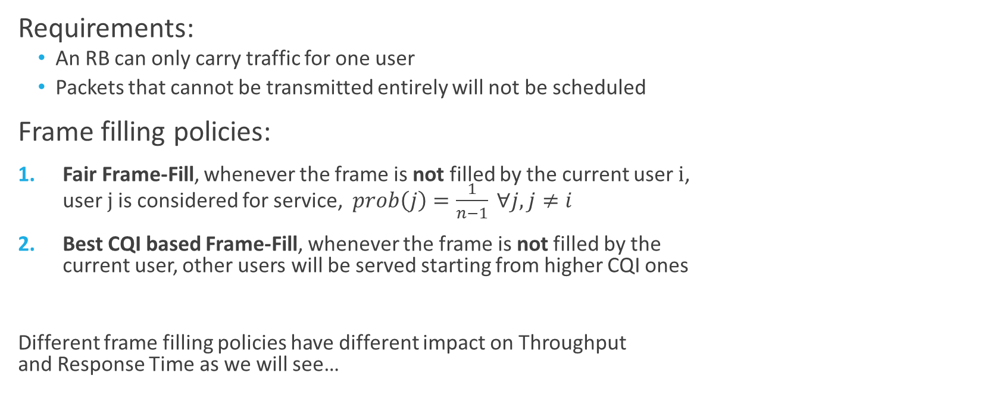 Requirements:
• An RB can only carry traffic for one user
• Packets that cannot be transmitted entirely will not be scheduled
Frame filling policies:
1. Fair Frame-Fill, whenever the frame is not filled by the current user i,
user j is considered for service, prob(j) = 1/(n−1) ∀j, j ≠ i
2. Best CQI based Frame-Fill, whenever the frame is not filled by the
current user, other users will be served starting from higher CQI ones
Different frame filling policies have different impact on Throughput
and Response Time as we will see...